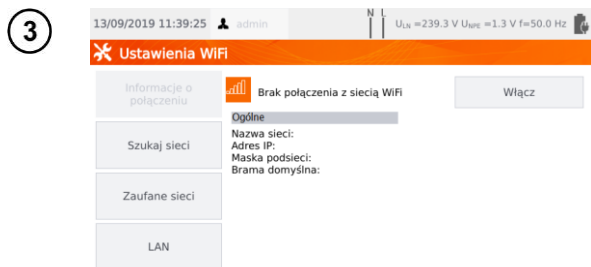 3
13/09/2019 11:39:25 admin N L U_LN =239.3 V U_NPE =1.3 V f=50.0 Hz
Ustawienia WiFi
Informacje o
połączeniu
Brak połączenia z siecią WiFi
Włącz
Ogólne
Nazwa sieci:
Adres IP:
Maska podsieci:
Brama domyślna:
Szukaj sieci
Zaufane sieci
LAN